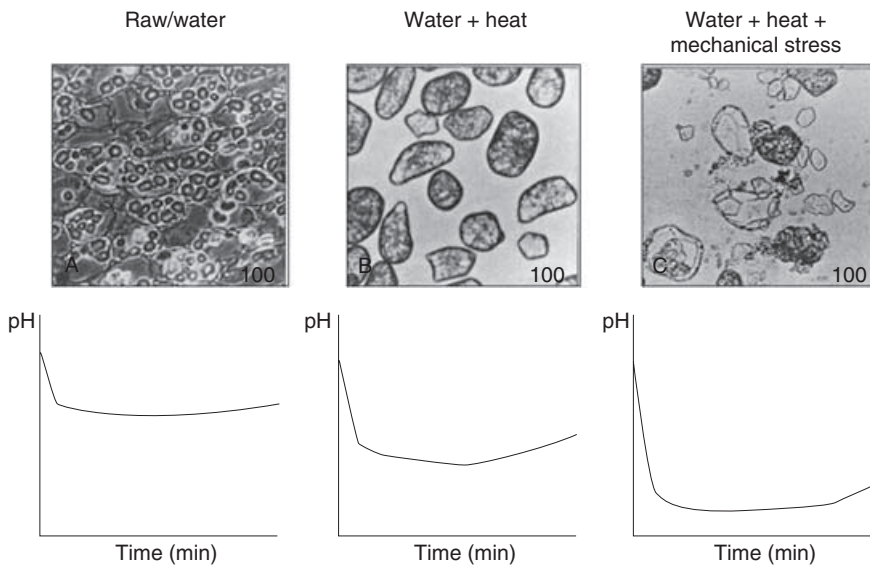 Raw/water
Water + heat
Water + heat +
mechanical stress
A
100
B
100
C
100
pH
pH
pH
Time (min)
Time (min)
Time (min)